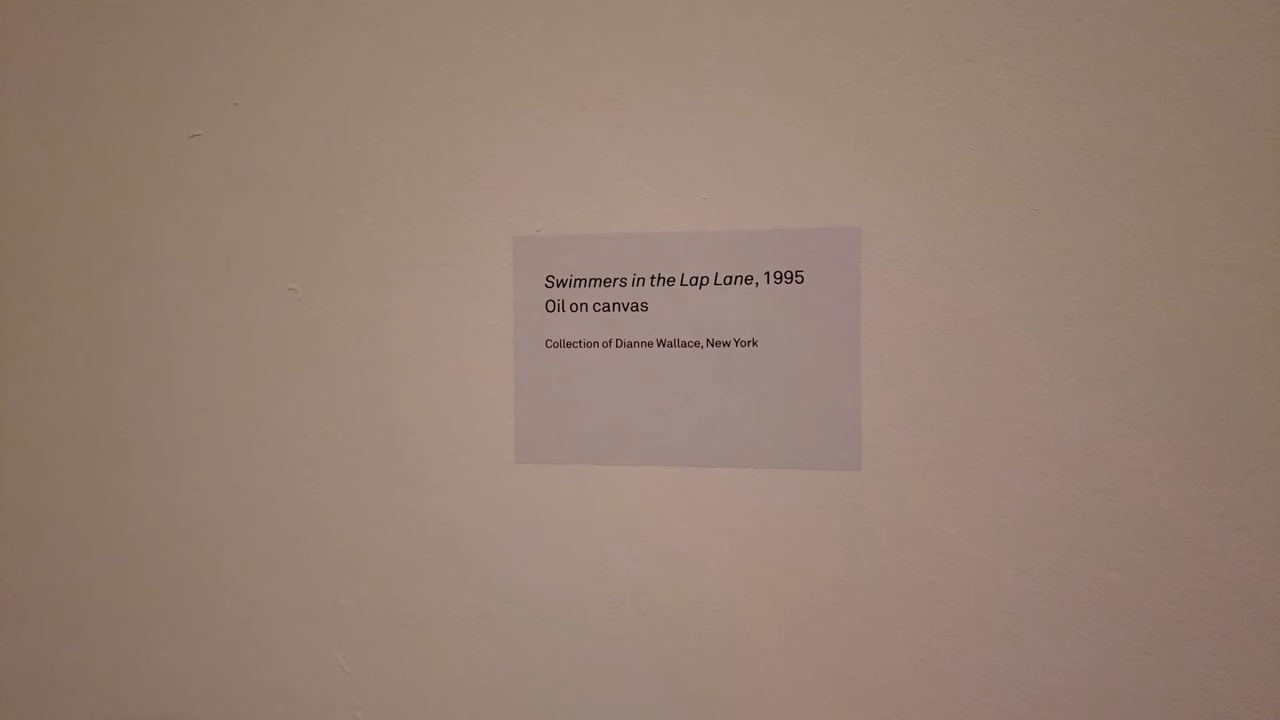 Swimmers in the Lap Lane, 1995
Oil on canvas
Collection of Dianne Wallace, New York